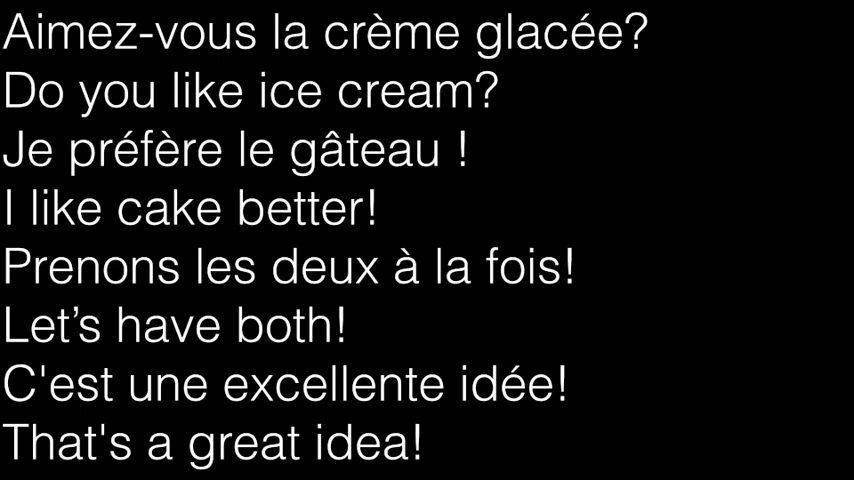 Aimez-vous la crème glacée?
Do you like ice cream?
Je préfère le gâteau !
I like cake better!
Prenons les deux à la fois!
Let’s have both!
C'est une excellente idée!
That's a great idea!